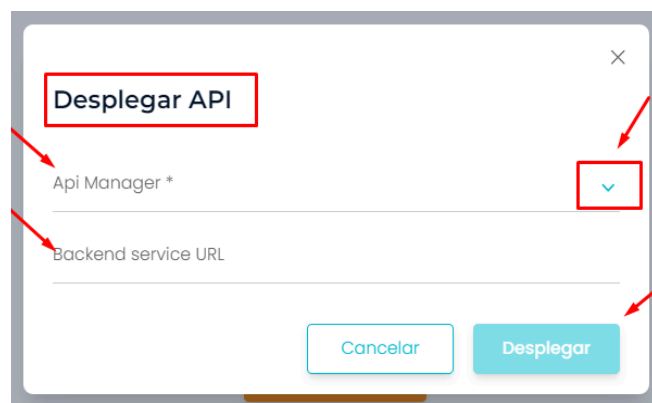 Desplegar API
Api Manager *
Backend service URL
Cancelar
Desplegar